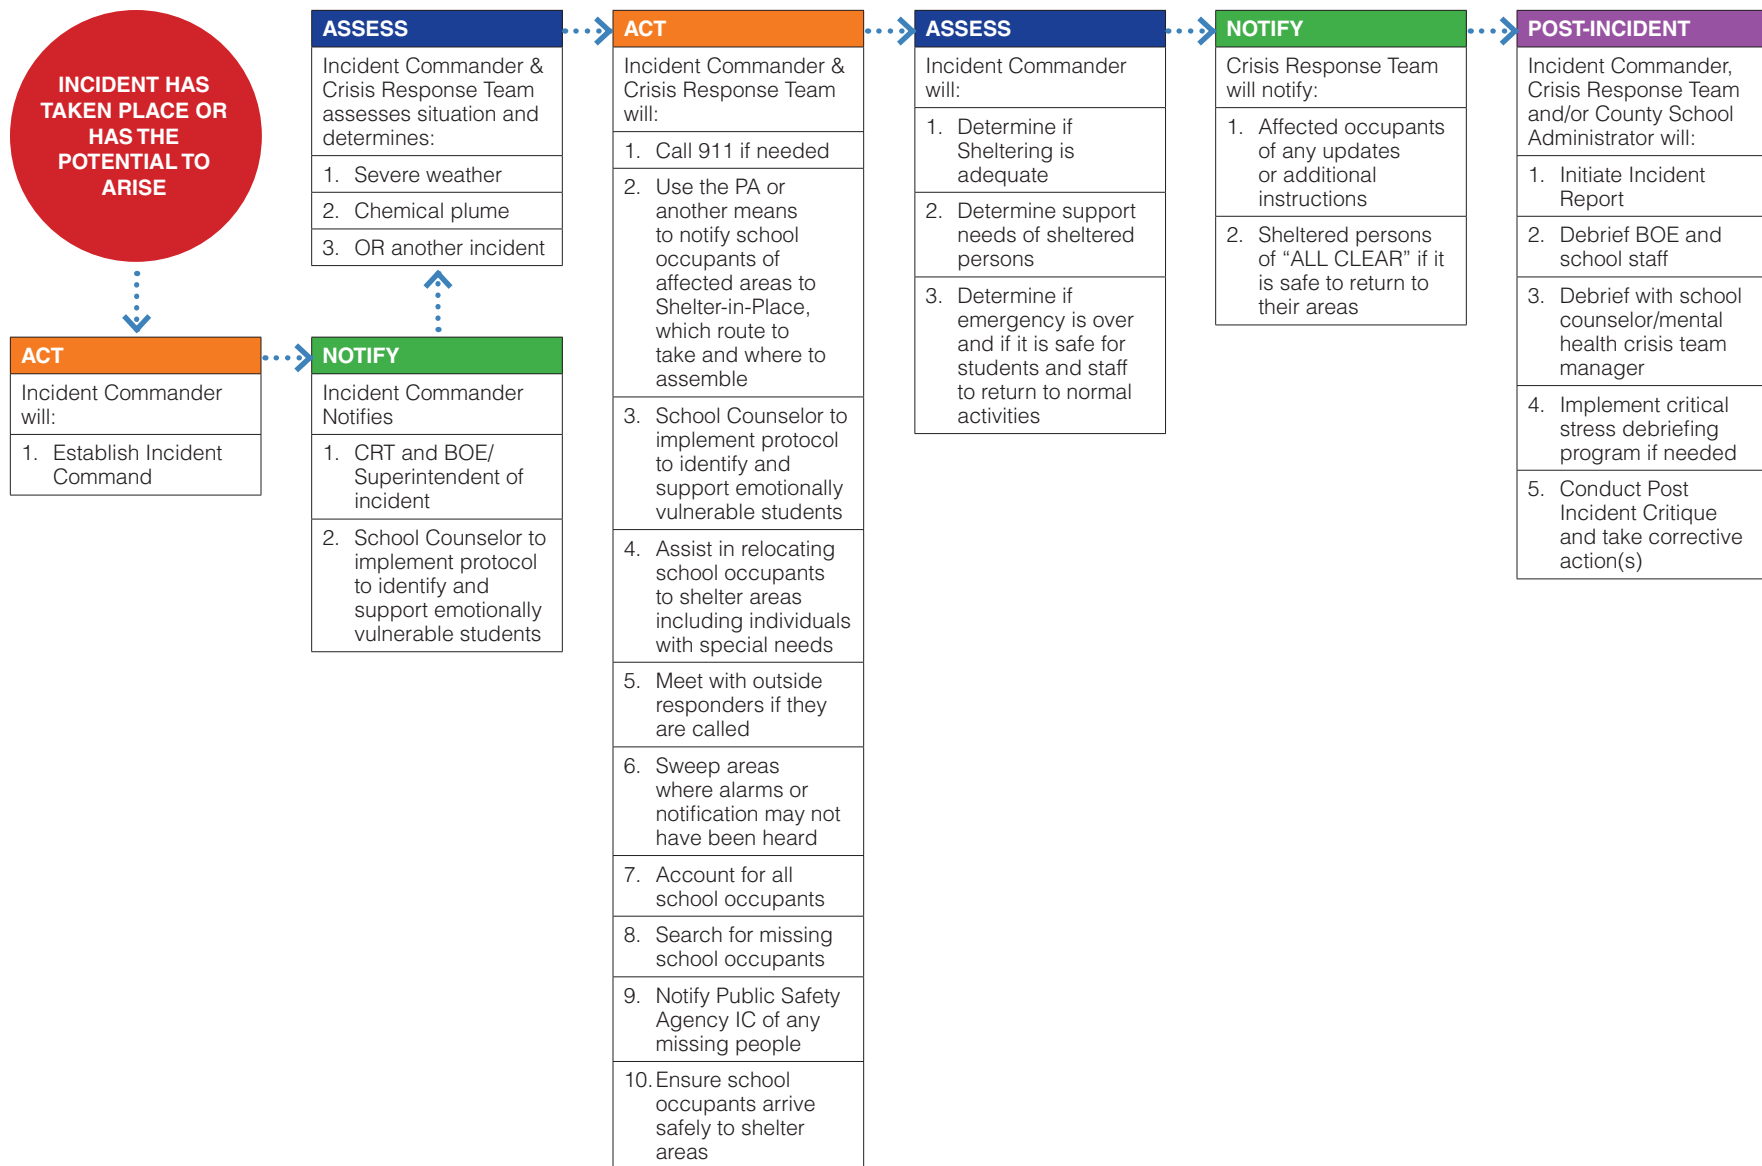 INCIDENT HAS
TAKEN PLACE OR
HAS THE
POTENTIAL TO
ARISE
ACT
Incident Commander
will:
1. Establish Incident
Command
NOTIFY
Incident Commander
Notifies
1. CRT and BOE/
Superintendent of
incident
2. School Counselor to
implement protocol
to identify and
support emotionally
vulnerable students
ASSESS
Incident Commander &
Crisis Response Team
assesses situation and
determines:
1. Severe weather
2. Chemical plume
3. OR another incident
ACT
Incident Commander &
Crisis Response Team
will:
1. Call 911 if needed
2. Use the PA or
another means
to notify school
occupants of
affected areas to
Shelter-in-Place,
which route to
take and where to
assemble
3. School Counselor to
implement protocol
to identify and
support emotionally
vulnerable students
4. Assist in relocating
school occupants
to shelter areas
including individuals
with special needs
5. Meet with outside
responders if they
are called
6. Sweep areas
where alarms or
notification may not
have been heard
7. Account for all
school occupants
8. Search for missing
school occupants
9. Notify Public Safety
Agency IC of any
missing people
10. Ensure school
occupants arrive
safely to shelter
areas
ASSESS
Incident Commander
will:
1. Determine if
Sheltering is
adequate
2. Determine support
needs of sheltered
persons
3. Determine if
emergency is over
and if it is safe for
students and staff
to return to normal
activities
NOTIFY
Crisis Response Team
will notify:
1. Affected occupants
of any updates
or additional
instructions
2. Sheltered persons
of “ALL CLEAR” if it
is safe to return to
their areas
POST-INCIDENT
Incident Commander,
Crisis Response Team
and/or County School
Administrator will:
1. Initiate Incident
Report
2. Debrief BOE and
school staff
3. Debrief with school
counselor/mental
health crisis team
manager
4. Implement critical
stress debriefing
program if needed
5. Conduct Post
Incident Critique
and take corrective
action(s)